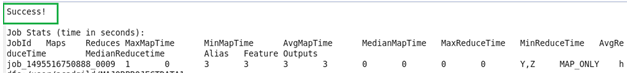 Success!
Job Stats (time in seconds):
JobId Maps Reduces MaxMapTime MinMapTime AvgMapTime MedianMapTime MaxReduceTime MinReduceTime AvgRe
duceTime MedianReducetime Alias Feature Outputs
job_1495516750888_0009 1 0 3 3 3 3 0 0 0 0 Y,Z MAP_ONLY h